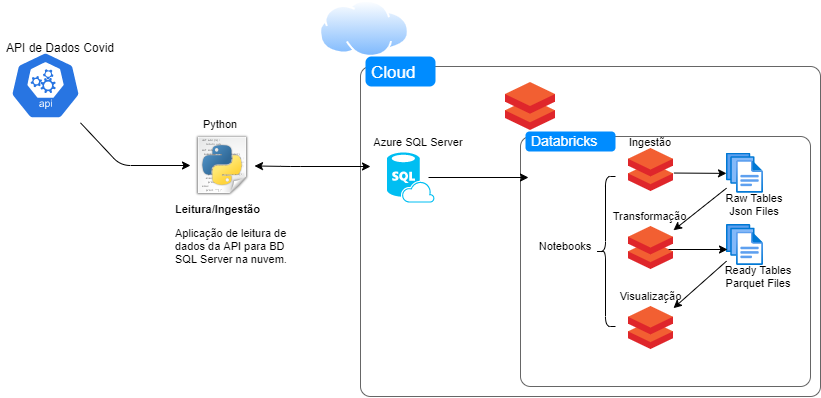 API de Dados Covid
api
Python
Leitura/Ingestão
Aplicação de leitura de
dados da API para BD
SQL Server na nuvem.
Cloud
Azure SQL Server
SQL
Databricks
Ingestão
Raw Tables
Json Files
Transformação
Notebooks
Ready Tables
Parquet Files
Visualização